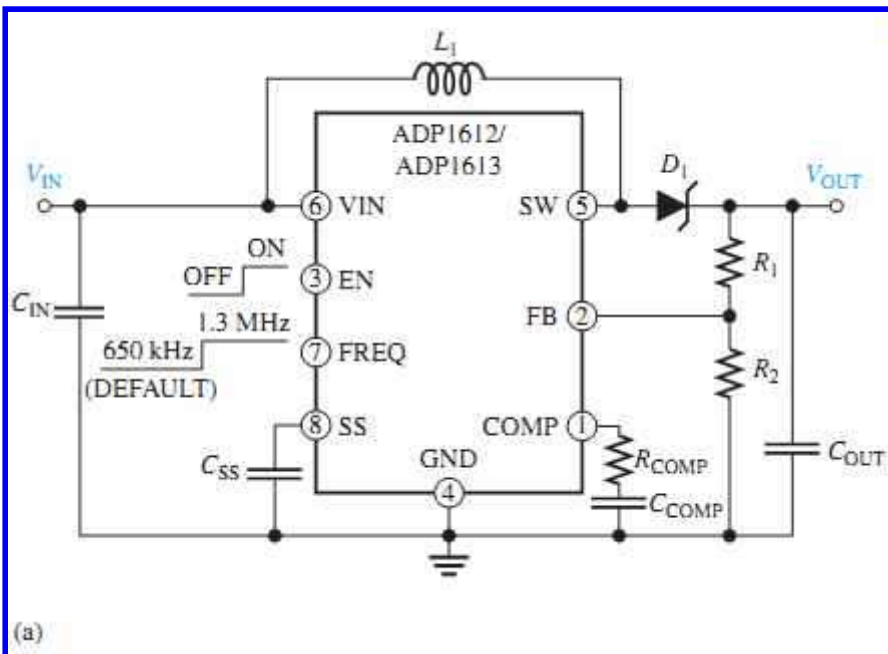 L1
ADP1612/
ADP1613
D1
VIN
VOUT
6 VIN
SW 5
ON
OFF
3 EN
R1
CIN
FB 2
1.3 MHz
650 kHz
7 FREQ
(DEFAULT)
R2
8 SS
COMP 1
CSS
GND
4
RCOMP
CCOMP
COUT
(a)